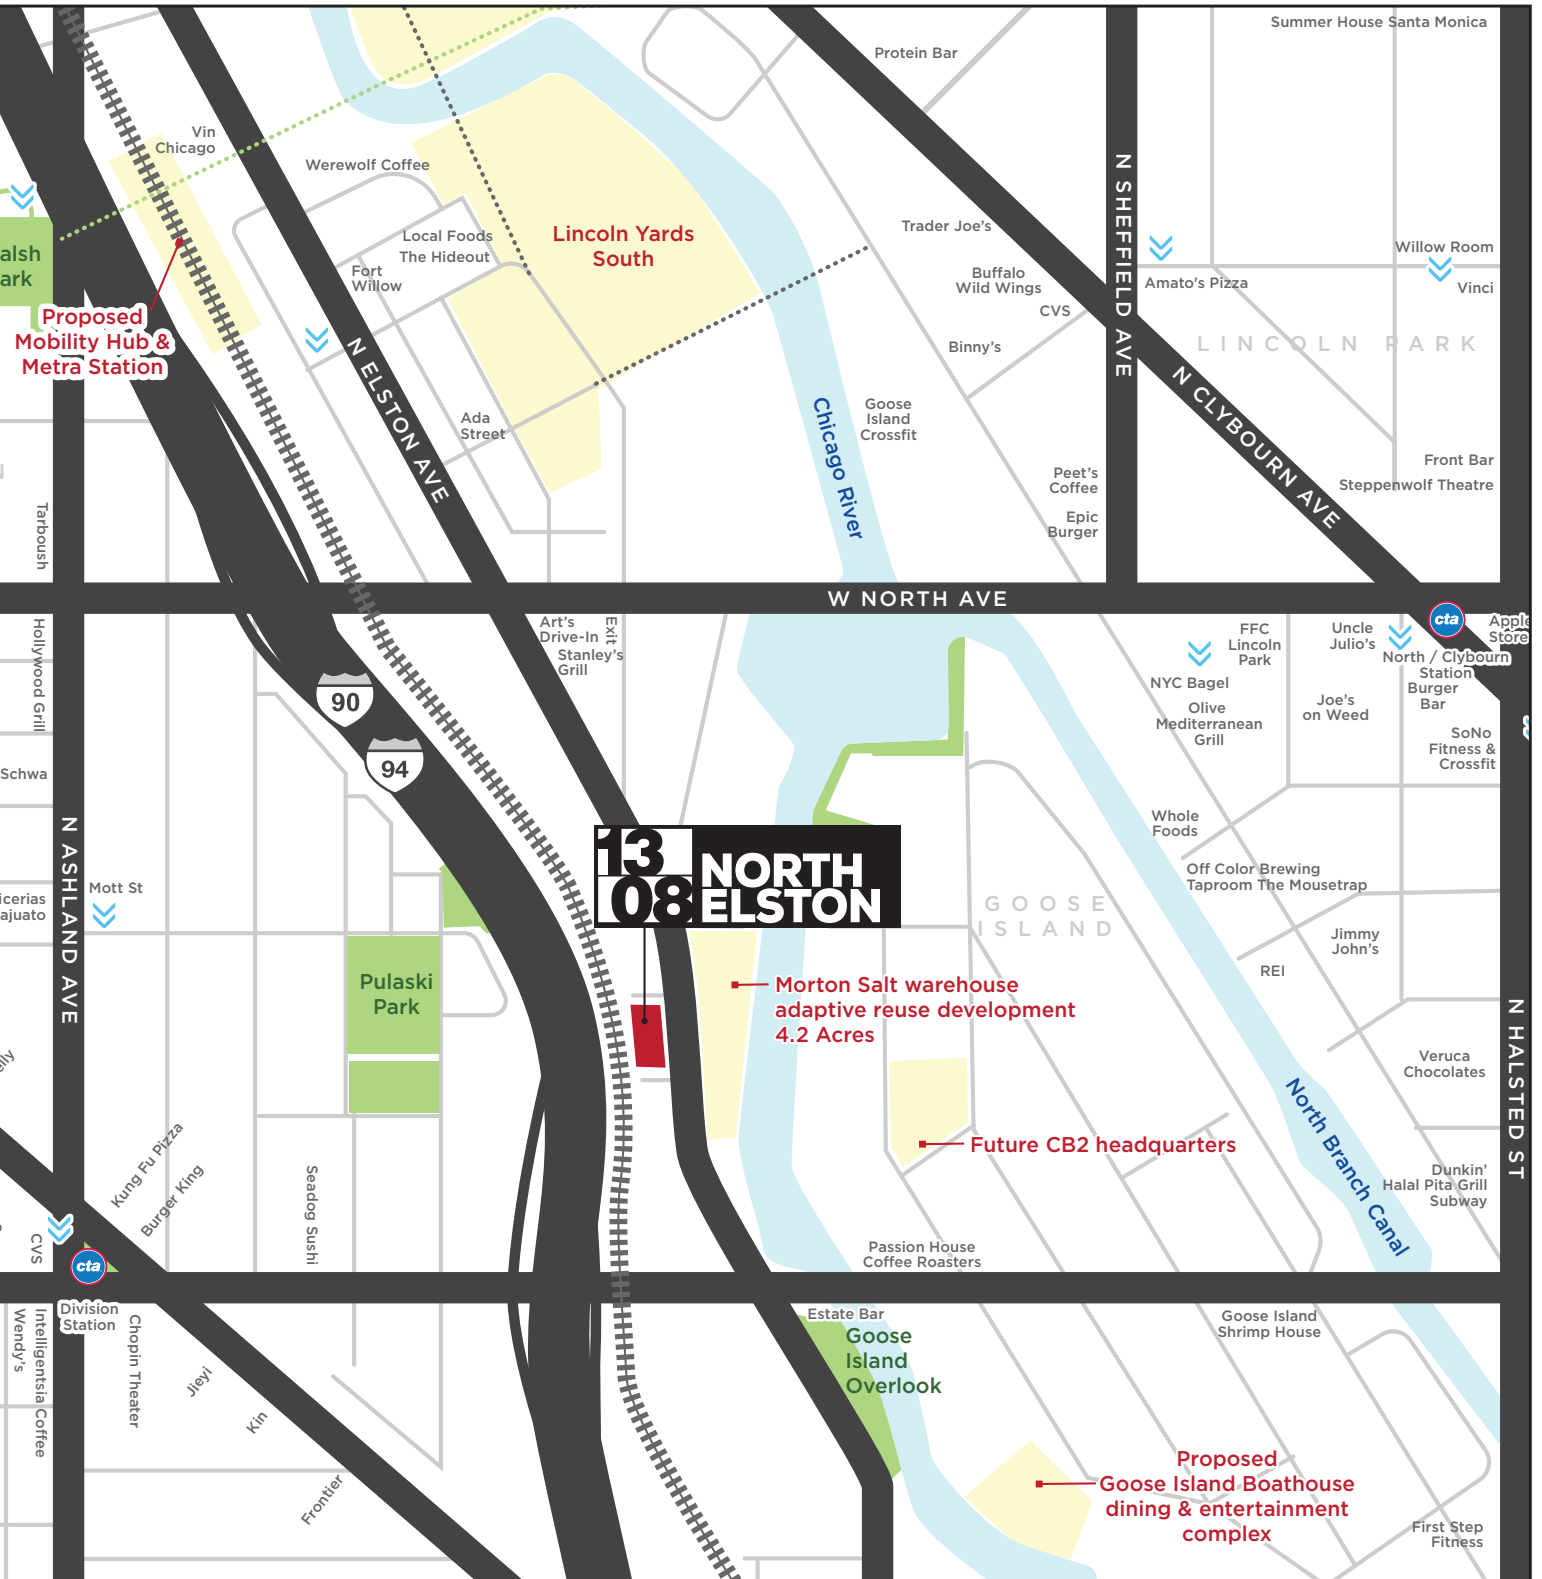 Summer House Santa Monica
Protein Bar
Vin
Chicago
Werewolf Coffee
N SHEFFIELD AVE
Trader Joe's
Local Foods
The Hideout
Lincoln Yards
South
Willow Room
alsh
ark
Fort
Willow
Buffalo
Wild Wings
Amato's Pizza
Vinci
CVS
Proposed
Mobility Hub &
Metra Station
Binny's
LINCOLN PARK
N ELSTON AVE
N CLYBOURN AVE
Chicago River
Goose
Island
Crossfit
Ada
Street
Front Bar
Peet's
Coffee
Steppenwolf Theatre
Tarboush
Epic
Burger
W NORTH AVE
cta
Hollywood Grill
Art's
Drive-In
Exit
Stanley's
Grill
FFC
Lincoln
Park
Uncle
Julio's
Apple
Store
North / Clybourn
Station
NYC Bagel
Burger
Bar
90
Joe's
on Weed
Olive
Mediterranean
Grill
94
SoNo
Fitness &
Crossfit
Schwa
Whole
Foods
N ASHLAND AVE
13
08
NORTH
ELSTON
Off Color Brewing
Taproom The Mousetrap
Mott St
icerias
ajuato
GOOSE
ISLAND
Jimmy
John's
REI
Pulaski
Park
Morton Salt warehouse
adaptive reuse development
4.2 Acres
N HALSTED ST
elly
Veruca
Chocolates
North Branch Canal
Kung Fu Pizza
Burger King
Future CB2 headquarters
Seadog Sushi
Dunkin'
Halal Pita Grill
Subway
CVS
cta
Passion House
Coffee Roasters
Division
Station
Wendy's
Intelligentsia Coffee
Chopin Theater
Estate Bar
Goose
Island
Overlook
Goose Island
Shrimp House
Jieyi
Kin
Frontier
Proposed
Goose Island Boathouse
dining & entertainment
complex
First Step
Fitness